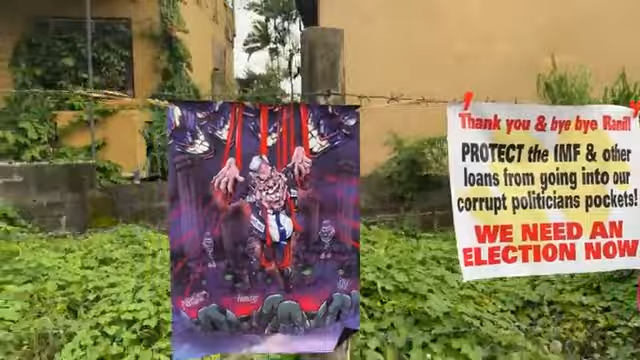 Thank you & bye bye Ranil!
PROTECT the IMF & other
loans from going into our
corrupt politicians pockets!
WE NEED AN
ELECTION NOW